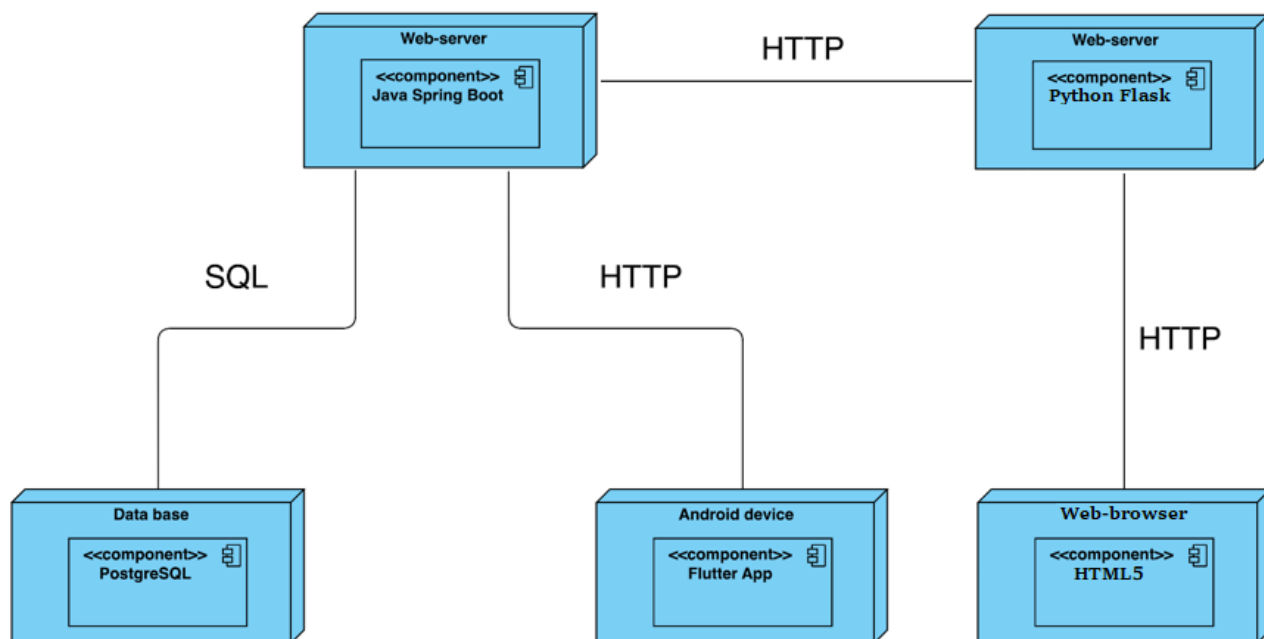 Web-server
<<component>>
Java Spring Boot
HTTP
Web-server
<<component>>
Python Flask
SQL
HTTP
HTTP
Data base
<<component>>
PostgreSQL
Android device
<<component>>
Flutter App
Web-browser
<<component>>
HTML5